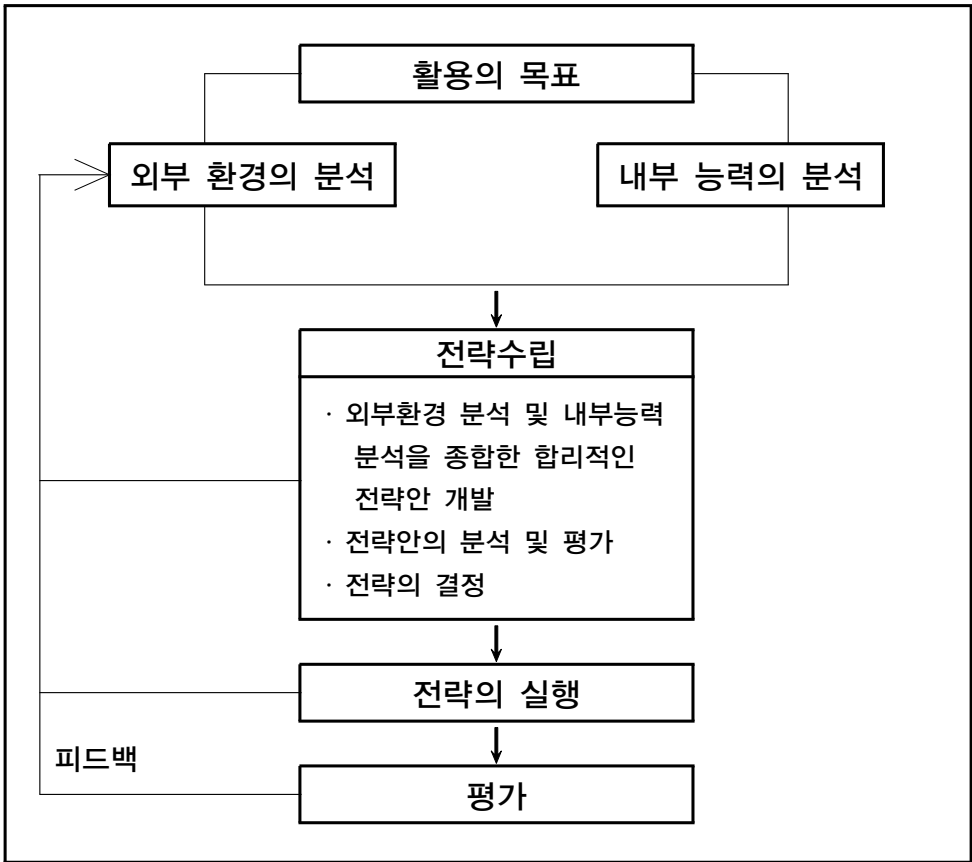 활용의 목표
외부 환경의 분석
내부 능력의 분석
전략수립
· 외부환경 분석 및 내부능력
분석을 종합한 합리적인
전략안 개발
· 전략안의 분석 및 평가
· 전략의 결정
전략의 실행
피드백
평가